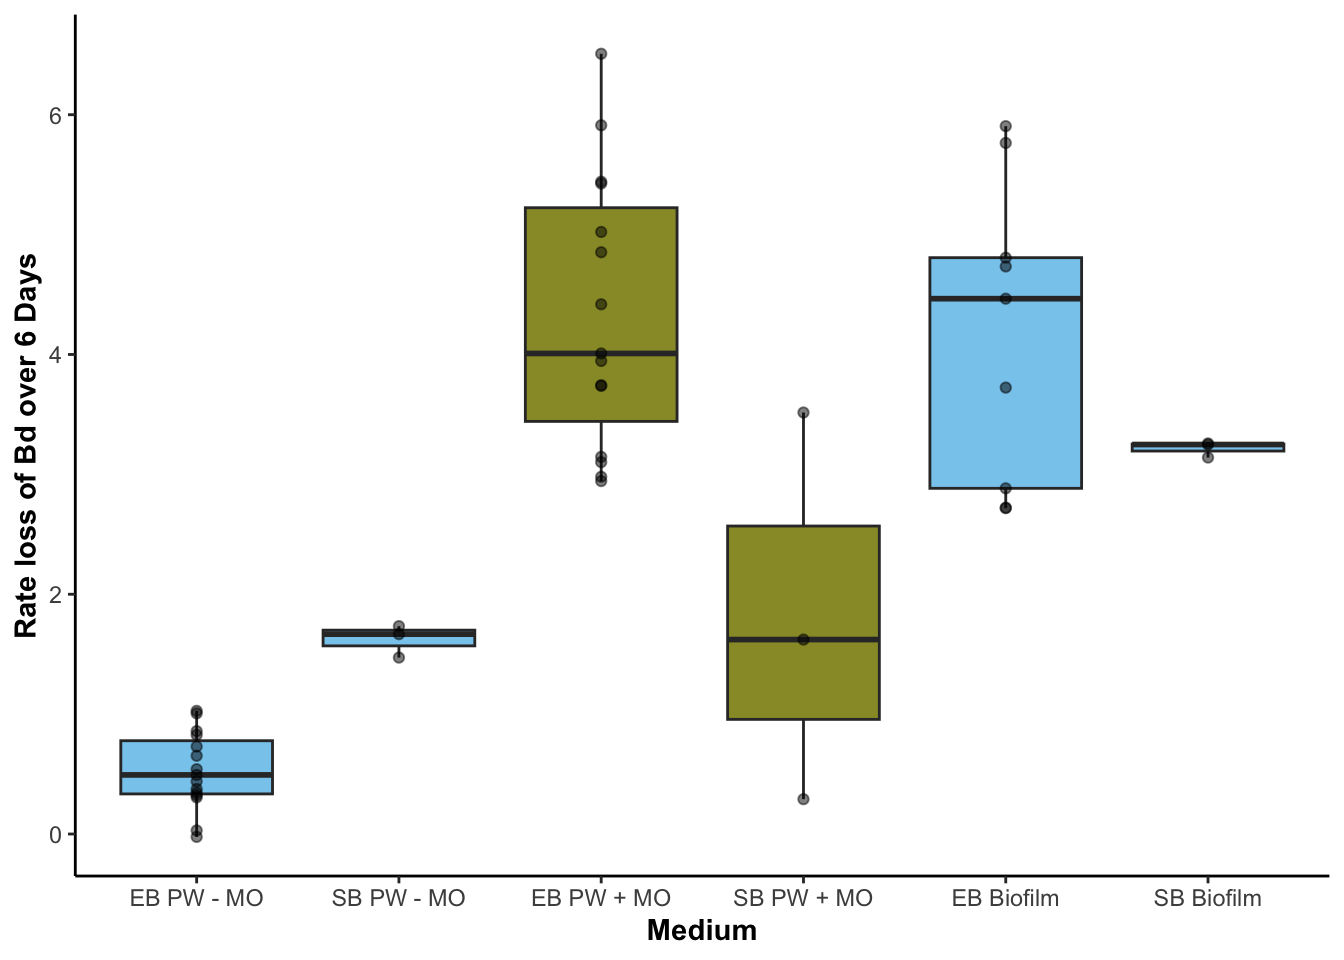 Rate loss of Bd over 6 Days
6
4
2
0
EB PW - MO
SB PW - MO
EB PW + MO
SB PW + MO
EB Biofilm
SB Biofilm
Medium